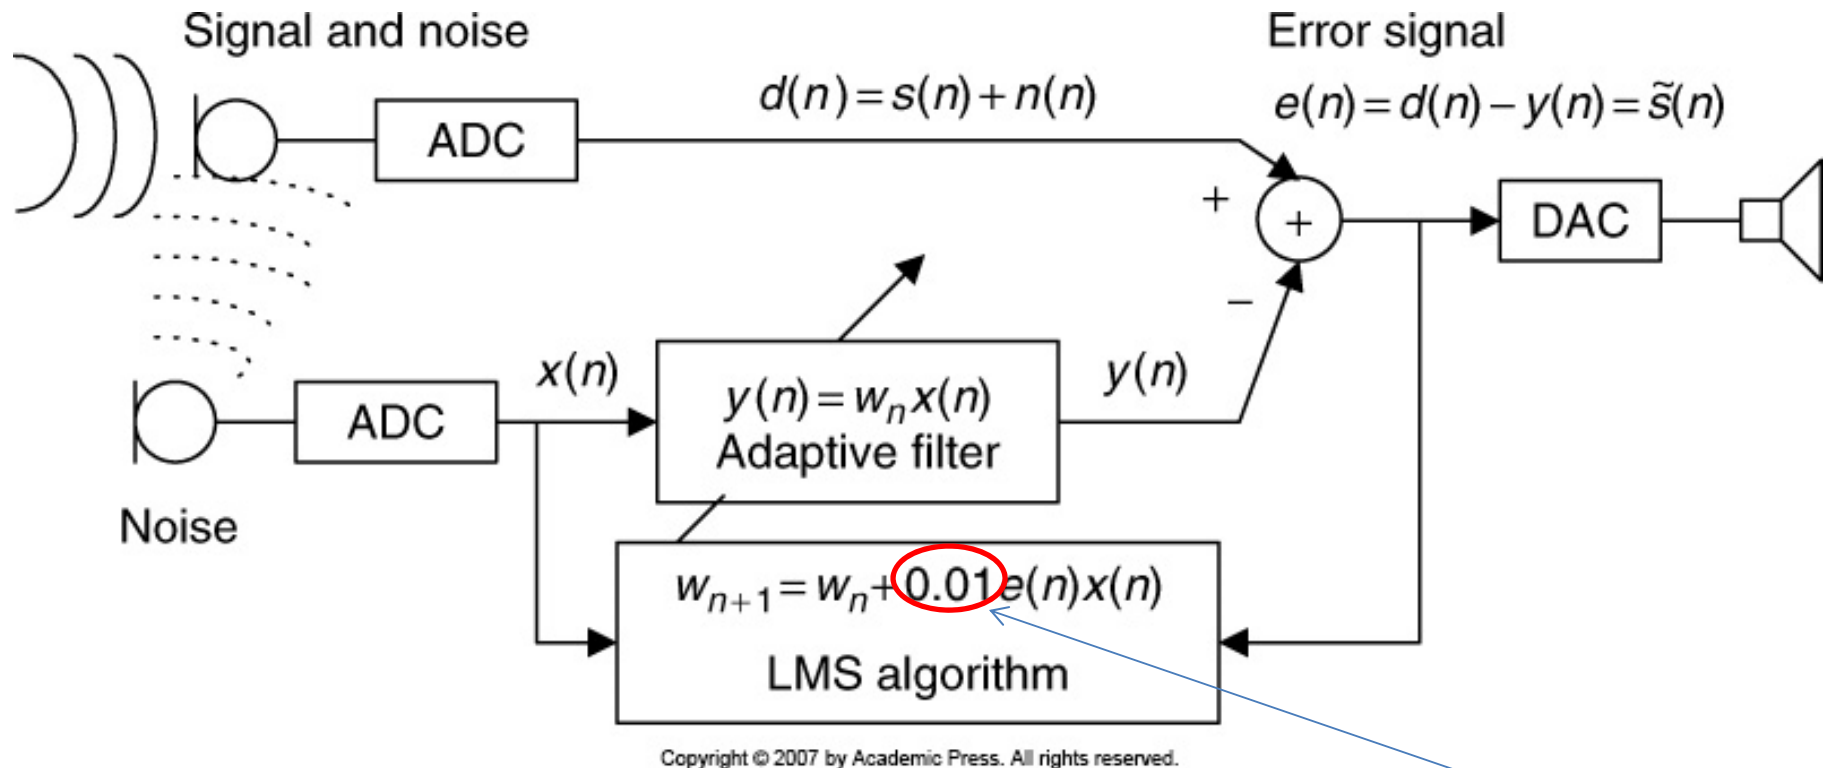 Signal and noise
Error signal
d(n)=s(n)+n(n)
e(n)=d(n)−y(n)=s̃(n)
ADC
+
+
DAC
−
x(n)
y(n)
y(n)=wₙx(n)
ADC
Adaptive filter
Noise
wₙ₊₁=wₙ+0.01e(n)x(n)
LMS algorithm
Copyright © 2007 by Academic Press. All rights reserved.